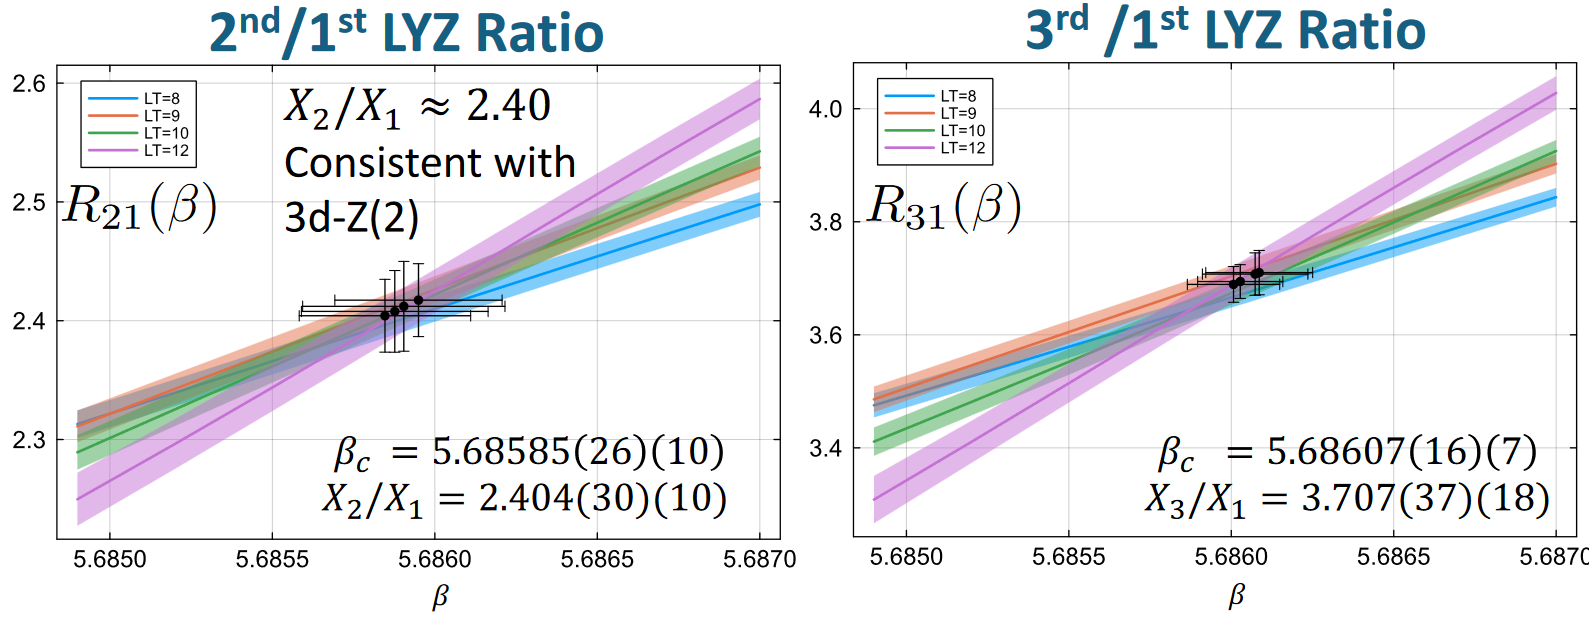 2nd/1st LYZ Ratio
LT=8
LT=9
LT=10
LT=12
X₂/X₁ ≈ 2.40
Consistent with
3d-Z(2)
R₂₁(β)
2.6
2.5
2.4
2.3
β_c = 5.68585(26)(10)
X₂/X₁ = 2.404(30)(10)
5.6850 5.6855 5.6860 5.6865 5.6870
β
3rd /1st LYZ Ratio
LT=8
LT=9
LT=10
LT=12
R₃₁(β)
4.0
3.8
3.6
3.4
β_c = 5.68607(16)(7)
X₃/X₁ = 3.707(37)(18)
5.6850 5.6855 5.6860 5.6865 5.6870
β